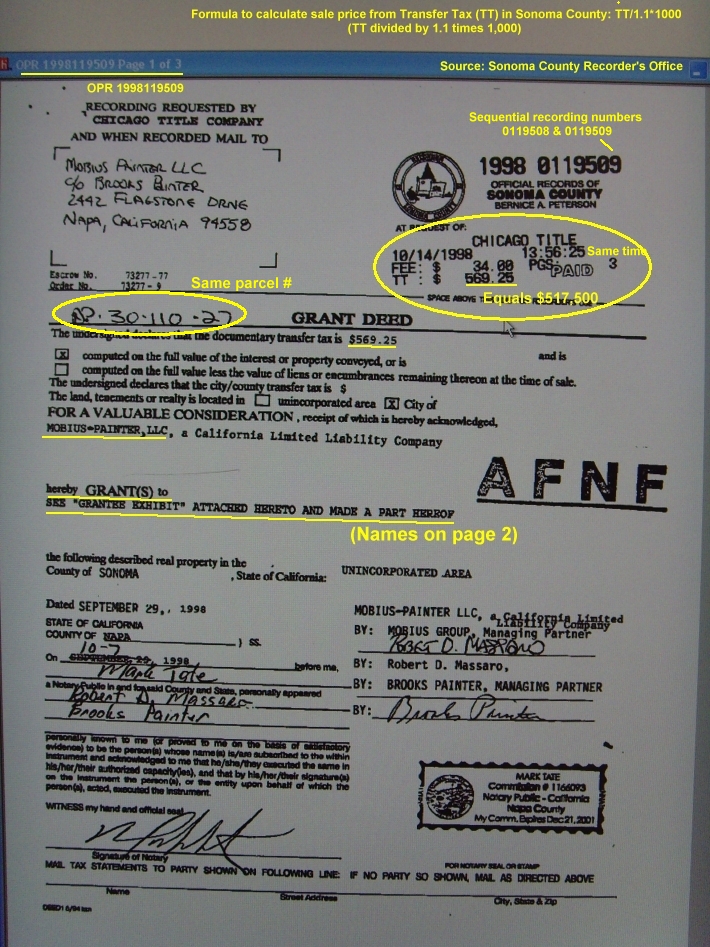 Formula to calculate sale price from Transfer Tax (TT) in Sonoma County: TT/1.1*1000
(TT divided by 1.1 times 1,000)
OPR 1998119509 Page 1 of 3
Source: Sonoma County Recorder's Office
OPR 1998119509
RECORDING REQUESTED BY
CHICAGO TITLE COMPANY
AND WHEN RECORDED MAIL TO
Sequential recording numbers
0119508 & 0119509
MOBIUS PAINTER LLC
C/O BROOKS PAINTER
2442 FLAGSTONE DRIVE
NAPA, CALIFORNIA 94558
1998 0119509
OFFICIAL RECORDS OF
SONOMA COUNTY
BERNICE A. PETERSON
AT REQUEST OF:
CHICAGO TITLE
10/14/1998 13:56:25 Same time
FEE: $ 34.00 PGS: 3
PAID
TT: $ 569.25
Escrow No. 73277-77
Order No. 73277-9
Same parcel #
SPACE ABOVE
Equals $517,500
AP. 30-110-27
GRANT DEED
The undersigned declares that the documentary transfer tax is $569.25
[X] computed on the full value of the interest or property conveyed, or is and is
[ ] computed on the full value less the value of liens or encumbrances remaining thereon at the time of sale.
The undersigned declares that the city/county transfer tax is $
The land, tenements or realty is located in [ ] unincorporated area [X] City of
FOR A VALUABLE CONSIDERATION, receipt of which is hereby acknowledged,
MOBIUS-PAINTER,LLC, a California Limited Liability Company
AFNF
hereby GRANT(S) to
SEE "GRANTEE EXHIBIT" ATTACHED HERETO AND MADE A PART HEREOF
(Names on page 2)
the following described real property in the
County of SONOMA , State of California:
UNINCORPORATED AREA
Dated SEPTEMBER 29,, 1998
STATE OF CALIFORNIA
COUNTY OF NAPA } SS.
10-7
On SEPTEMBER 29, 1998 before me,
Mark Tate
a Notary Public in and for said County and State, personally appeared
Robert D. Massaro
Brooks Painter
MOBIUS-PAINTER LLC, a California Limited
Liability Company
BY: MOBIUS GROUP, Managing Partner
ROBERT D. MASSARO
BY: Robert D. Massaro,
BY: BROOKS PAINTER, MANAGING PARTNER
BY: Brooks Painter
personally known to me (or proved to me on the basis of satisfactory
evidence) to be the person(s) whose name(s) is/are subscribed to the within
instrument and acknowledged to me that he/she/they executed the same in
his/her/their authorized capacity(ies), and that by his/her/their signature(s)
on the instrument the person(s), or the entity upon behalf of which the
person(s), acted, executed the instrument.
WITNESS my hand and official seal
Signature of Notary
MARK TATE
Commission # 1166093
Notary Public - California
Napa County
My Comm. Expires Dec 21, 2001
FOR NOTARY SEAL OR STAMP
MAIL TAX STATEMENTS TO PARTY SHOWN ON FOLLOWING LINE: IF NO PARTY SO SHOWN, MAIL AS DIRECTED ABOVE
Name Street Address City, State & Zip